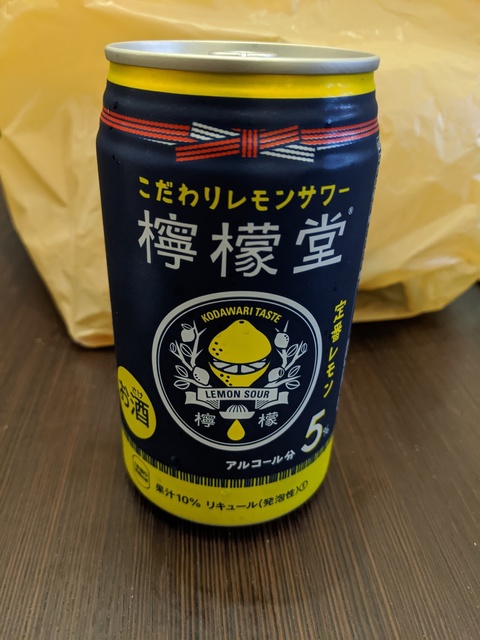 こだわりレモンサワー
檸檬堂®
KODAWARI TASTE
LEMON SOUR
檸 檬
定番レモン
お酒
アルコール分 5%
果汁10% リキュール(発泡性)①